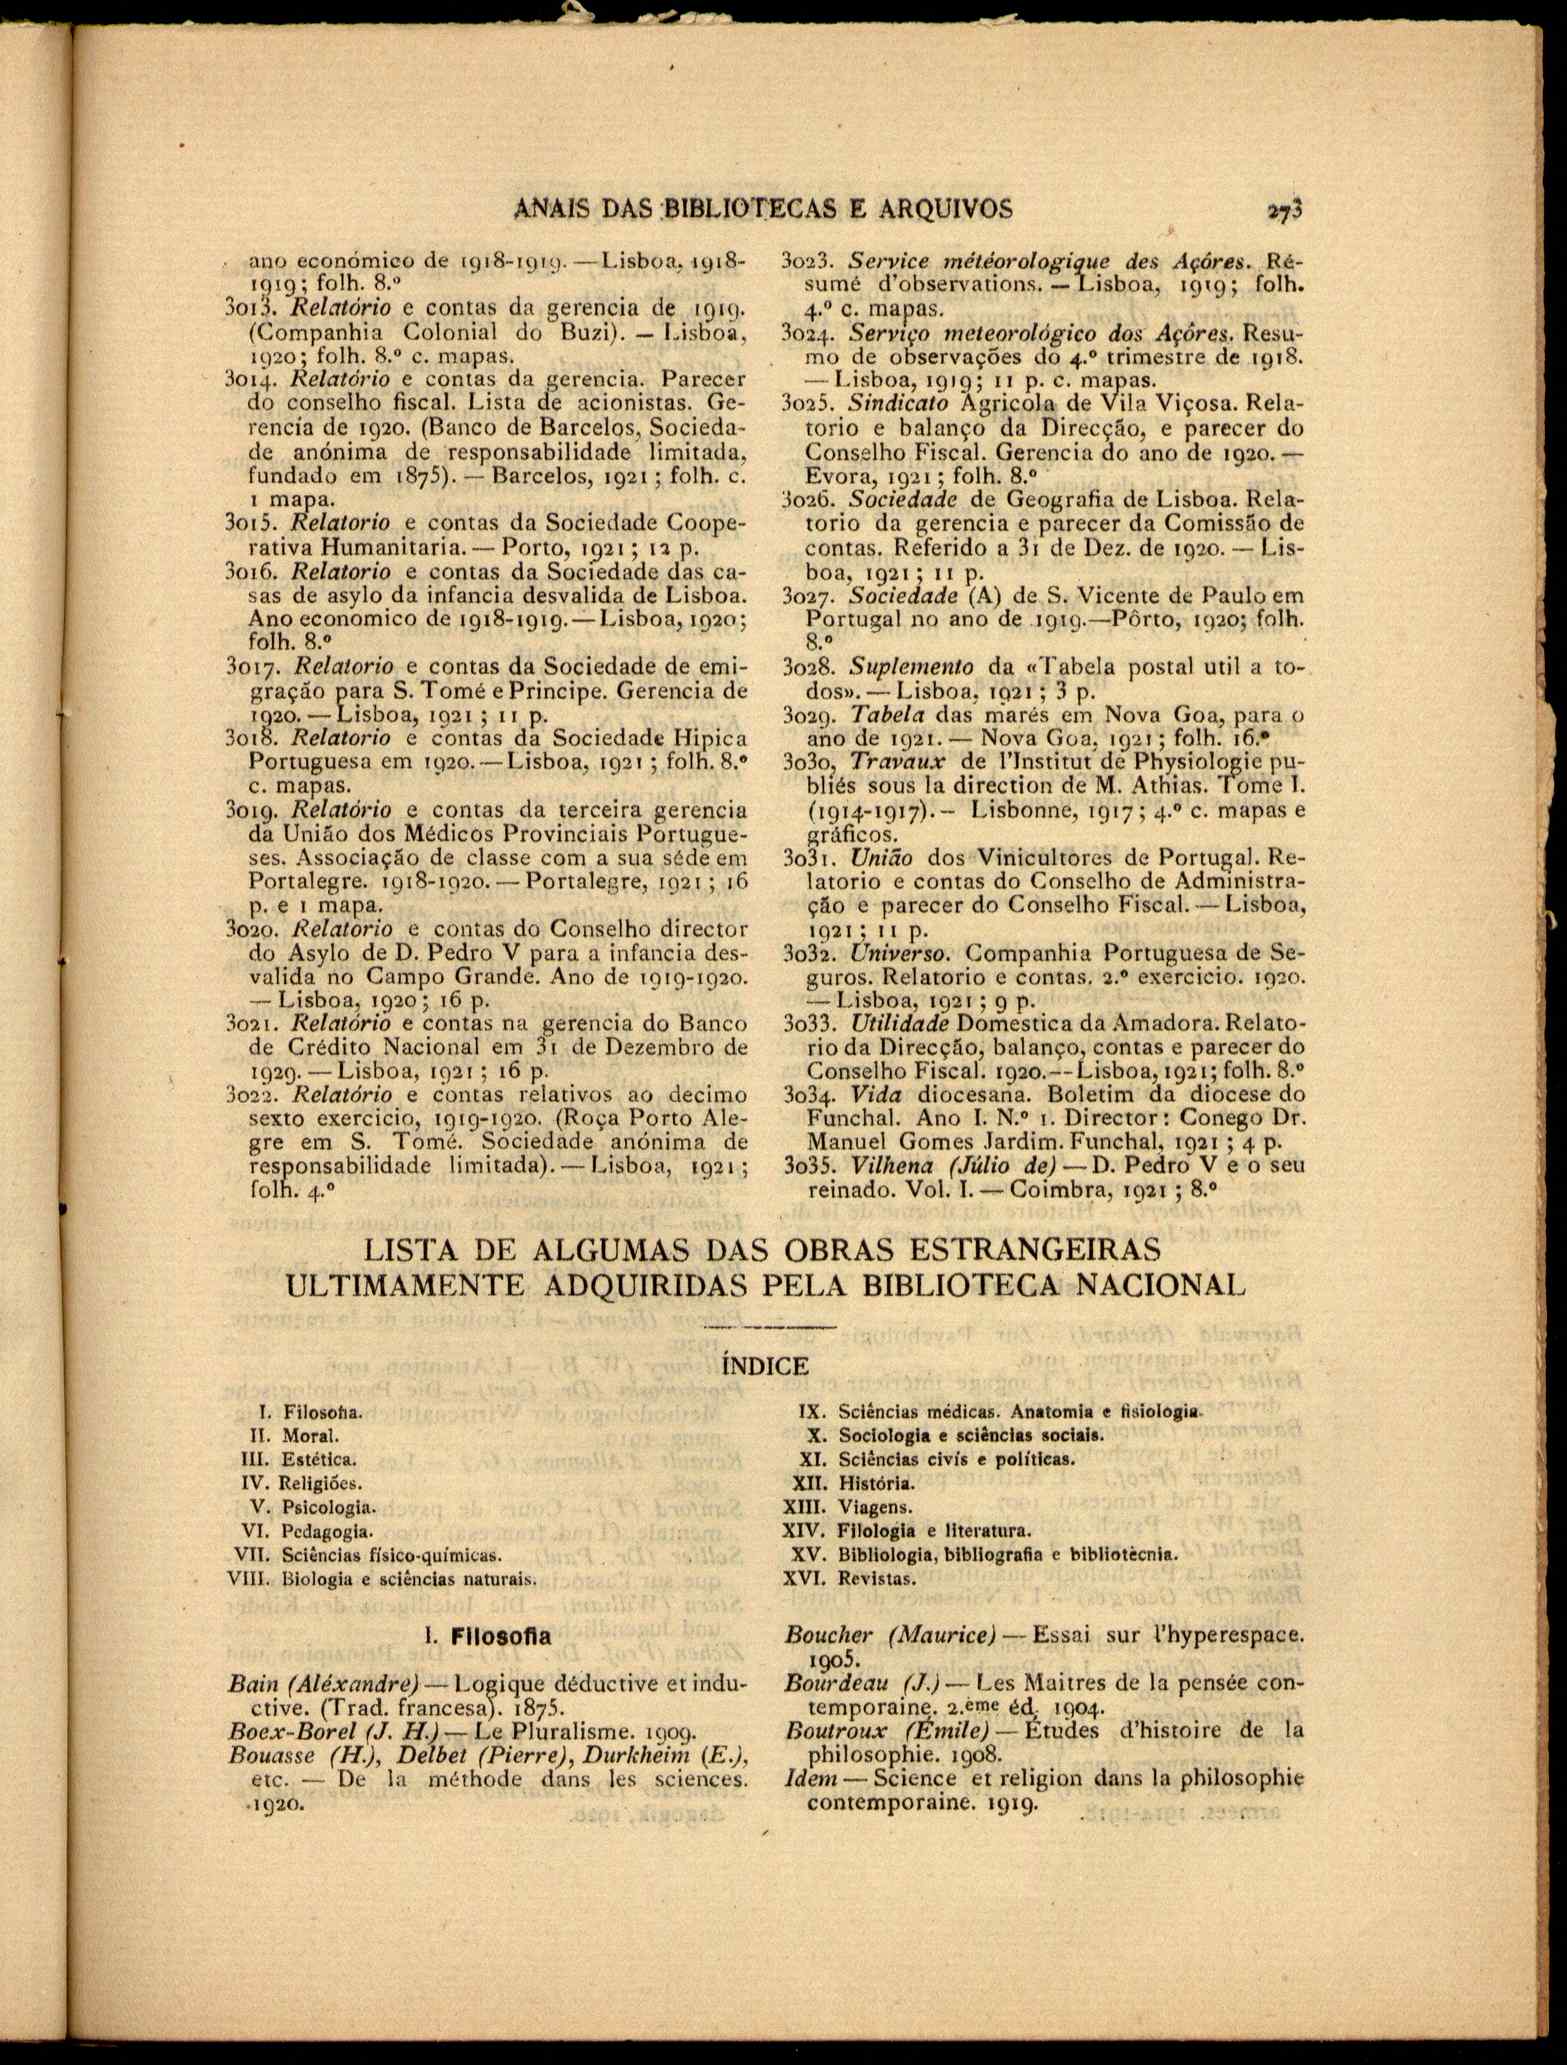 ANAIS DAS BIBLIOTECAS E ARQUIVOS 273
ano económico de 1918-1919. — Lisboa, 1918-
1919; folh. 8.º
3013. Relatório e contas da gerencia de 1919.
(Companhia Colonial do Buzi). — Lisboa,
1920; folh. 8.º c. mapas.
3014. Relatório e contas da gerencia. Parecer
do conselho fiscal. Lista de acionistas. Ge-
rencia de 1920. (Banco de Barcelos, Socieda-
de anónima de responsabilidade limitada,
fundado em 1875). — Barcelos, 1921 ; folh. c.
1 mapa.
3015. Relatorio e contas da Sociedade Coope-
rativa Humanitaria. — Porto, 1921 ; 12 p.
3016. Relatorio e contas da Sociedade das ca-
sas de asylo da infancia desvalida de Lisboa.
Ano economico de 1918-1919. — Lisboa, 1920;
folh. 8.º
3017. Relatorio e contas da Sociedade de emi-
gração para S. Tomé e Principe. Gerencia de
1920. — Lisboa, 1921 ; 11 p.
3018. Relatorio e contas da Sociedade Hipica
Portuguesa em 1920. — Lisboa, 1921 ; folh. 8.º
c. mapas.
3019. Relatório e contas da terceira gerencia
da União dos Médicos Provinciais Portugue-
ses. Associação de classe com a sua séde em
Portalegre. 1918-1920. — Portalegre, 1921 ; 16
p. e 1 mapa.
3020. Relatorio e contas do Conselho director
do Asylo de D. Pedro V para a infancia des-
valida no Campo Grande. Ano de 1919-1920.
— Lisboa, 1920 ; 16 p.
3021. Relatório e contas na gerencia do Banco
de Crédito Nacional em 31 de Dezembro de
1929. — Lisboa, 1921 ; 16 p.
3022. Relatório e contas relativos ao decimo
sexto exercicio, 1919-1920. (Roça Porto Ale-
gre em S. Tomé. Sociedade anónima de
responsabilidade limitada). — Lisboa, 1921 ;
folh. 4.º
3023. Service météorologique des Açôres. Ré-
sumé d'observations. — Lisboa, 1919; folh.
4.º c. mapas.
3024. Serviço meteorológico dos Açôres. Resu-
mo de observações do 4.º trimestre de 1918.
— Lisboa, 1919; 11 p. c. mapas.
3025. Sindicato Agricola de Vila Viçosa. Rela-
torio e balanço da Direcção, e parecer do
Conselho Fiscal. Gerencia do ano de 1920. —
Evora, 1921 ; folh. 8.º
3026. Sociedade de Geografia de Lisboa. Rela-
torio da gerencia e parecer da Comissão de
contas. Referido a 31 de Dez. de 1920. — Lis-
boa, 1921 ; 11 p.
3027. Sociedade (A) de S. Vicente de Paulo em
Portugal no ano de 1919.—Pôrto, 1920; folh.
8.º
3028. Suplemento da «Tabela postal util a to-
dos». — Lisboa, 1921 ; 3 p.
3029. Tabela das marés em Nova Goa, para o
ano de 1921. — Nova Goa, 1921 ; folh. 16.º
3030, Travaux de l'Institut de Physiologie pu-
bliés sous la direction de M. Athias. Tome I.
(1914-1917). – Lisbonne, 1917 ; 4.º c. mapas e
gráficos.
3031. União dos Vinicultores de Portugal. Re-
latorio e contas do Conselho de Administra-
ção e parecer do Conselho Fiscal. — Lisboa,
1921 ; 11 p.
3032. Universo. Companhia Portuguesa de Se-
guros. Relatorio e contas. 2.º exercicio. 1920.
— Lisboa, 1921 ; 9 p.
3033. Utilidade Domestica da Amadora. Relato-
rio da Direcção, balanço, contas e parecer do
Conselho Fiscal. 1920.--Lisboa, 1921; folh. 8.º
3034. Vida diocesana. Boletim da diocese do
Funchal. Ano I. N.º 1. Director: Conego Dr.
Manuel Gomes Jardim. Funchal, 1921 ; 4 p.
3035. Vilhena (Júlio de) — D. Pedro V e o seu
reinado. Vol. I. — Coimbra, 1921 ; 8.º
LISTA DE ALGUMAS DAS OBRAS ESTRANGEIRAS
ULTIMAMENTE ADQUIRIDAS PELA BIBLIOTECA NACIONAL
ÍNDICE
I. Filosofia.
II. Moral.
III. Estética.
IV. Religiões.
V. Psicologia.
VI. Pedagogia.
VII. Sciências físico-químicas.
VIII. Biologia e sciências naturais.
IX. Sciências médicas. Anatomia e fisiologia.
X. Sociologia e sciências sociais.
XI. Sciências civís e políticas.
XII. História.
XIII. Viagens.
XIV. Filologia e literatura.
XV. Bibliologia, bibliografia e bibliotècnia.
XVI. Revistas.
I. Filosofia
Bain (Aléxandre) — Logique déductive et indu-
ctive. (Trad. francesa). 1875.
Boex-Borel (J. H.) — Le Pluralisme. 1909.
Bouasse (H.), Delbet (Pierre), Durkheim (E.),
etc. — De la méthode dans les sciences.
1920.
Boucher (Maurice) — Essai sur l'hyperespace.
1905.
Bourdeau (J.) — Les Maitres de la pensée con-
temporaine. 2.ème éd. 1904.
Boutroux (Émile) — Études d'histoire de la
philosophie. 1908.
Idem — Science et religion dans la philosophie
contemporaine. 1919.